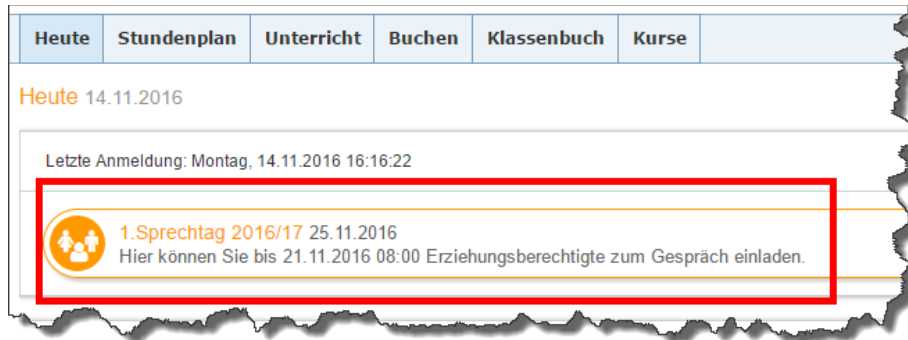 Heute Stundenplan Unterricht Buchen Klassenbuch Kurse
Heute 14.11.2016
Letzte Anmeldung: Montag, 14.11.2016 16:16:22
1.Sprechtag 2016/17 25.11.2016
Hier können Sie bis 21.11.2016 08:00 Erziehungsberechtigte zum Gespräch einladen.